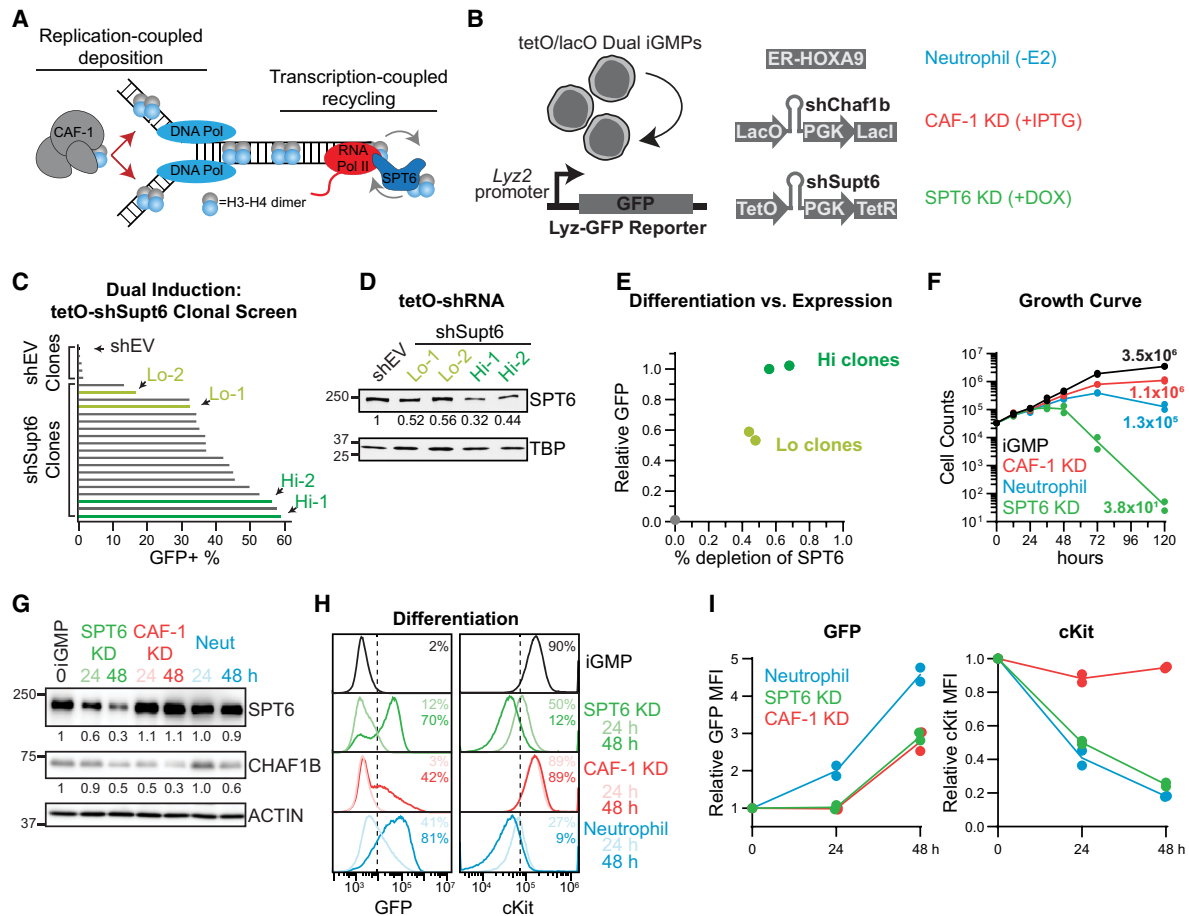 A
Replication-coupled
deposition
Transcription-coupled
recycling
CAF-1
DNA Pol
DNA Pol
RNA
Pol II
SPT6
=H3-H4 dimer
B
tetO/lacO Dual iGMPs
Lyz2
promoter
GFP
Lyz-GFP Reporter
ER-HOXA9
Neutrophil (-E2)
shChaf1b
LacO
PGK
LacI
CAF-1 KD (+IPTG)
shSupt6
TetO
PGK
TetR
SPT6 KD (+DOX)
C
Dual Induction:
tetO-shSupt6 Clonal Screen
shEV
Clones
shSupt6
Clones
shEV
Lo-2
Lo-1
Hi-2
Hi-1
0 10 20 30 40 50 60
GFP+ %
D
tetO-shRNA
shSupt6
shEV Lo-1 Lo-2 Hi-1 Hi-2
250
SPT6
1 0.52 0.56 0.32 0.44
37
25
TBP
E
Differentiation vs. Expression
Relative GFP
1.0
0.8
0.6
0.4
0.2
0.0
Hi clones
Lo clones
0.0 0.2 0.4 0.6 0.8 1.0
% depletion of SPT6
F
Growth Curve
Cell Counts
10⁷
10⁶
10⁵
10⁴
10³
10²
10¹
3.5x10⁶
1.1x10⁶
1.3x10⁵
3.8x10¹
iGMP
CAF-1 KD
Neutrophil
SPT6 KD
0 24 48 72 96 120
hours
G
iGMP
SPT6
KD
CAF-1
KD
Neut
0 24 48 24 48 24 48 h
250
SPT6
1 0.6 0.3 1.1 1.1 1.0 0.9
75
CHAF1B
1 0.9 0.5 0.5 0.3 1.0 0.6
37
ACTIN
H
Differentiation
2%
90%
iGMP
12%
70%
50%
12%
SPT6 KD
24 h
48 h
3%
42%
89%
89%
CAF-1 KD
24 h
48 h
41%
81%
27%
9%
Neutrophil
24 h
48 h
10³ 10⁵ 10⁷
GFP
10⁴ 10⁵ 10⁶
cKit
I
GFP
Relative GFP MFI
5
4
3
2
1
Neutrophil
SPT6 KD
CAF-1 KD
0 24 48 h
cKit
Relative cKit MFI
1.0
0.8
0.6
0.4
0.2
0.0
0 24 48 h